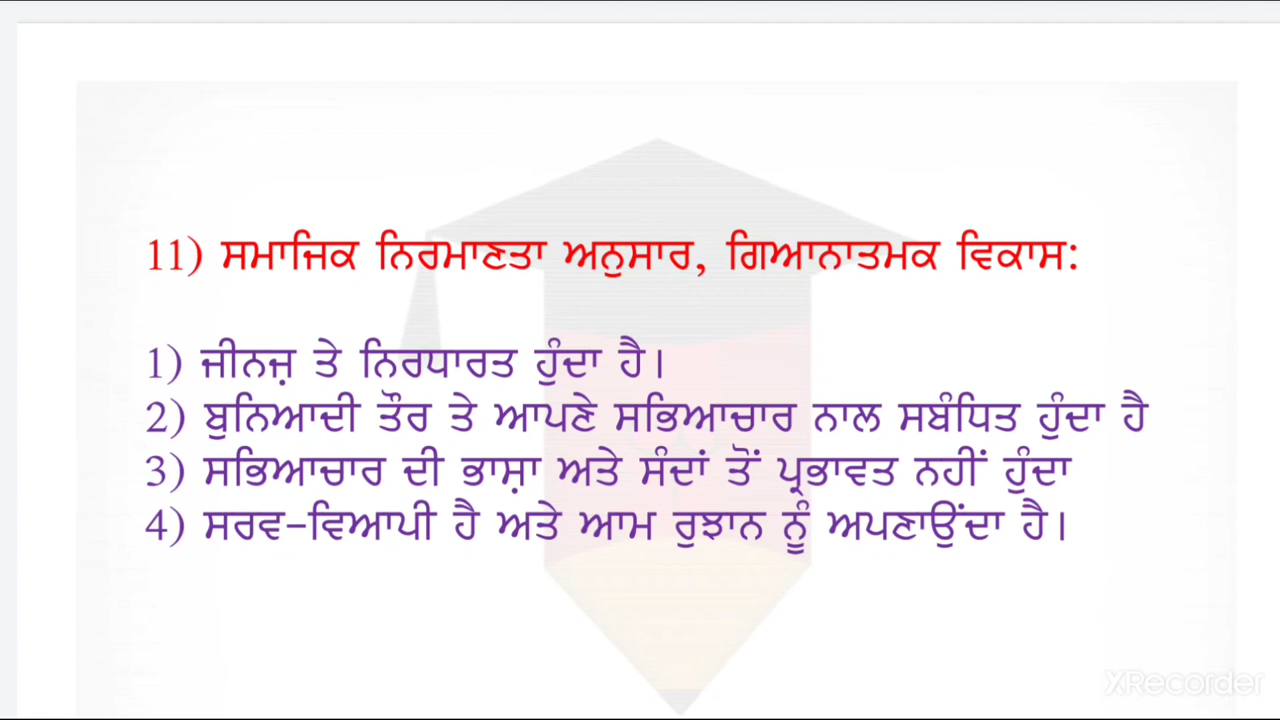 11) ਸਮਾਜਿਕ ਨਿਰਮਾਣਤਾ ਅਨੁਸਾਰ, ਗਿਆਨਾਤਮਕ ਵਿਕਾਸ:
1) ਜੀਨਜ਼ ਤੇ ਨਿਰਧਾਰਤ ਹੁੰਦਾ ਹੈ।
2) ਬੁਨਿਆਦੀ ਤੌਰ ਤੇ ਆਪਣੇ ਸਭਿਆਚਾਰ ਨਾਲ ਸਬੰਧਿਤ ਹੁੰਦਾ ਹੈ
3) ਸਭਿਆਚਾਰ ਦੀ ਭਾਸ਼ਾ ਅਤੇ ਸੰਦਾਂ ਤੋਂ ਪ੍ਰਭਾਵਤ ਨਹੀਂ ਹੁੰਦਾ
4) ਸਰਵ-ਵਿਆਪੀ ਹੈ ਅਤੇ ਆਮ ਰੁਝਾਨ ਨੂੰ ਅਪਣਾਉਂਦਾ ਹੈ।
XRecorder